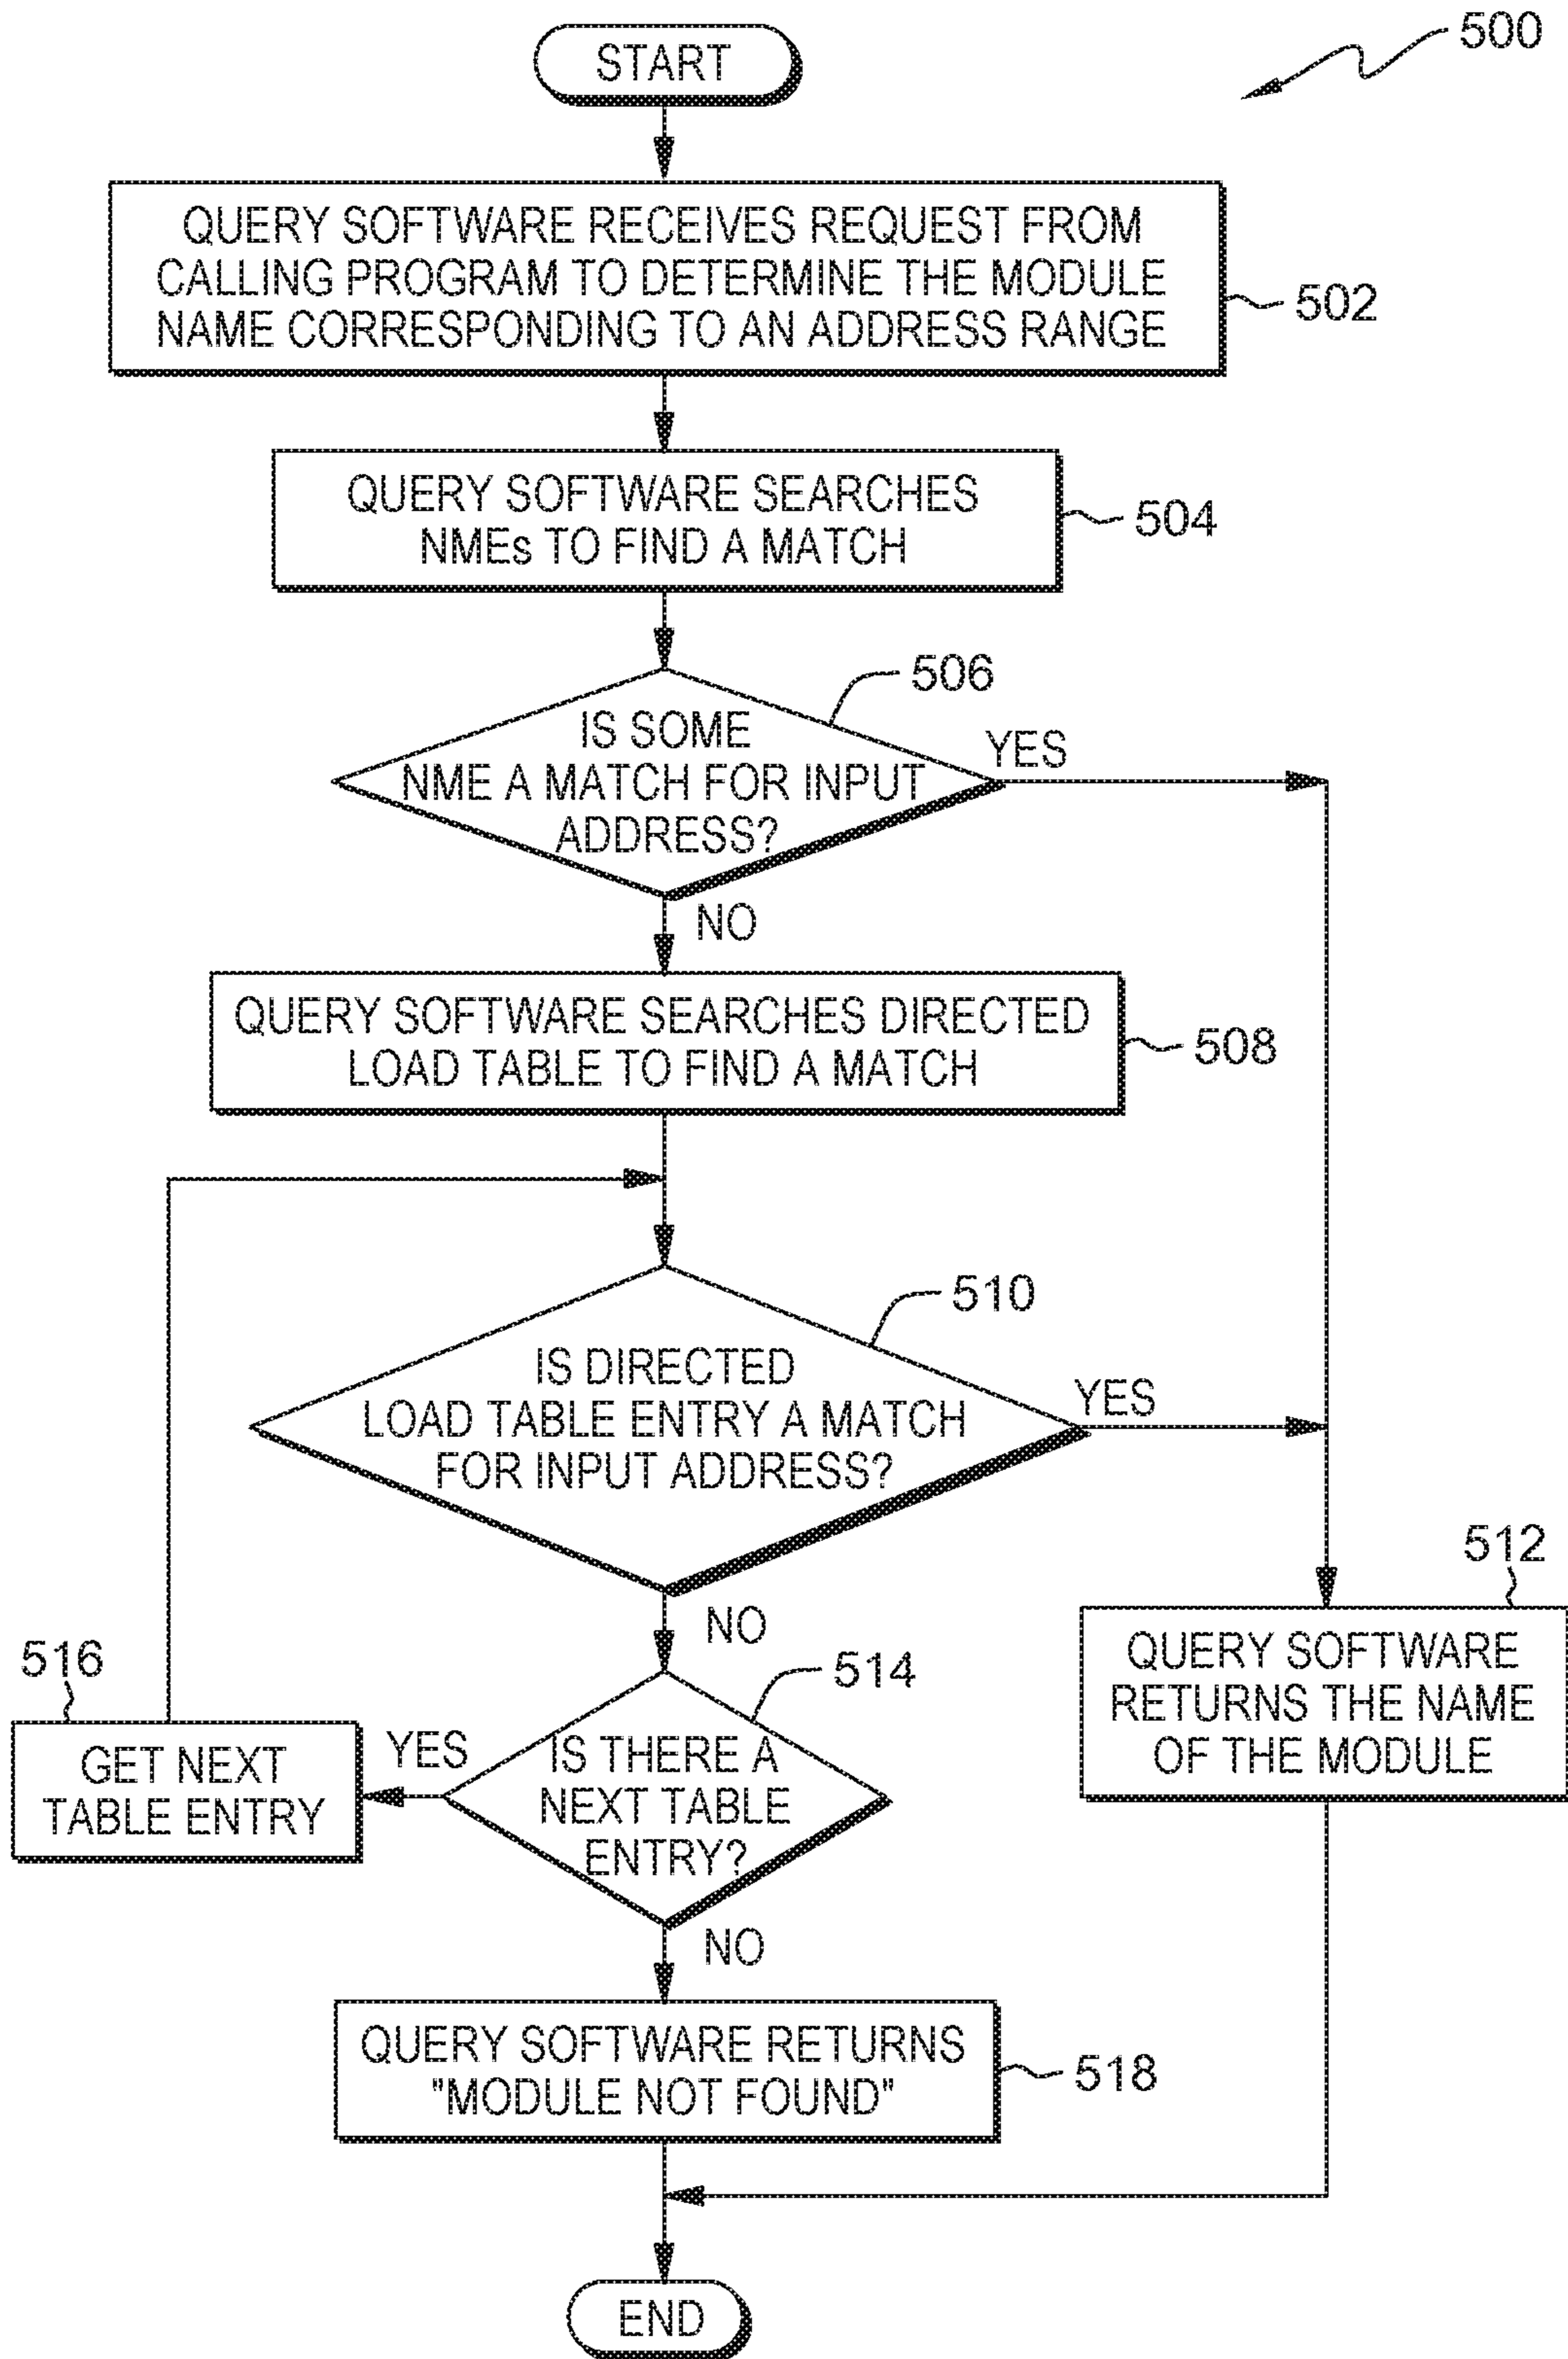 START
500
QUERY SOFTWARE RECEIVES REQUEST FROM
CALLING PROGRAM TO DETERMINE THE MODULE
NAME CORRESPONDING TO AN ADDRESS RANGE
502
QUERY SOFTWARE SEARCHES
NMEs TO FIND A MATCH
504
506
IS SOME
NME A MATCH FOR INPUT
ADDRESS?
YES
NO
QUERY SOFTWARE SEARCHES DIRECTED
LOAD TABLE TO FIND A MATCH
508
510
IS DIRECTED
LOAD TABLE ENTRY A MATCH
FOR INPUT ADDRESS?
YES
NO
512
QUERY SOFTWARE
RETURNS THE NAME
OF THE MODULE
514
IS THERE A
NEXT TABLE
ENTRY?
YES
516
GET NEXT
TABLE ENTRY
NO
QUERY SOFTWARE RETURNS
"MODULE NOT FOUND"
518
END